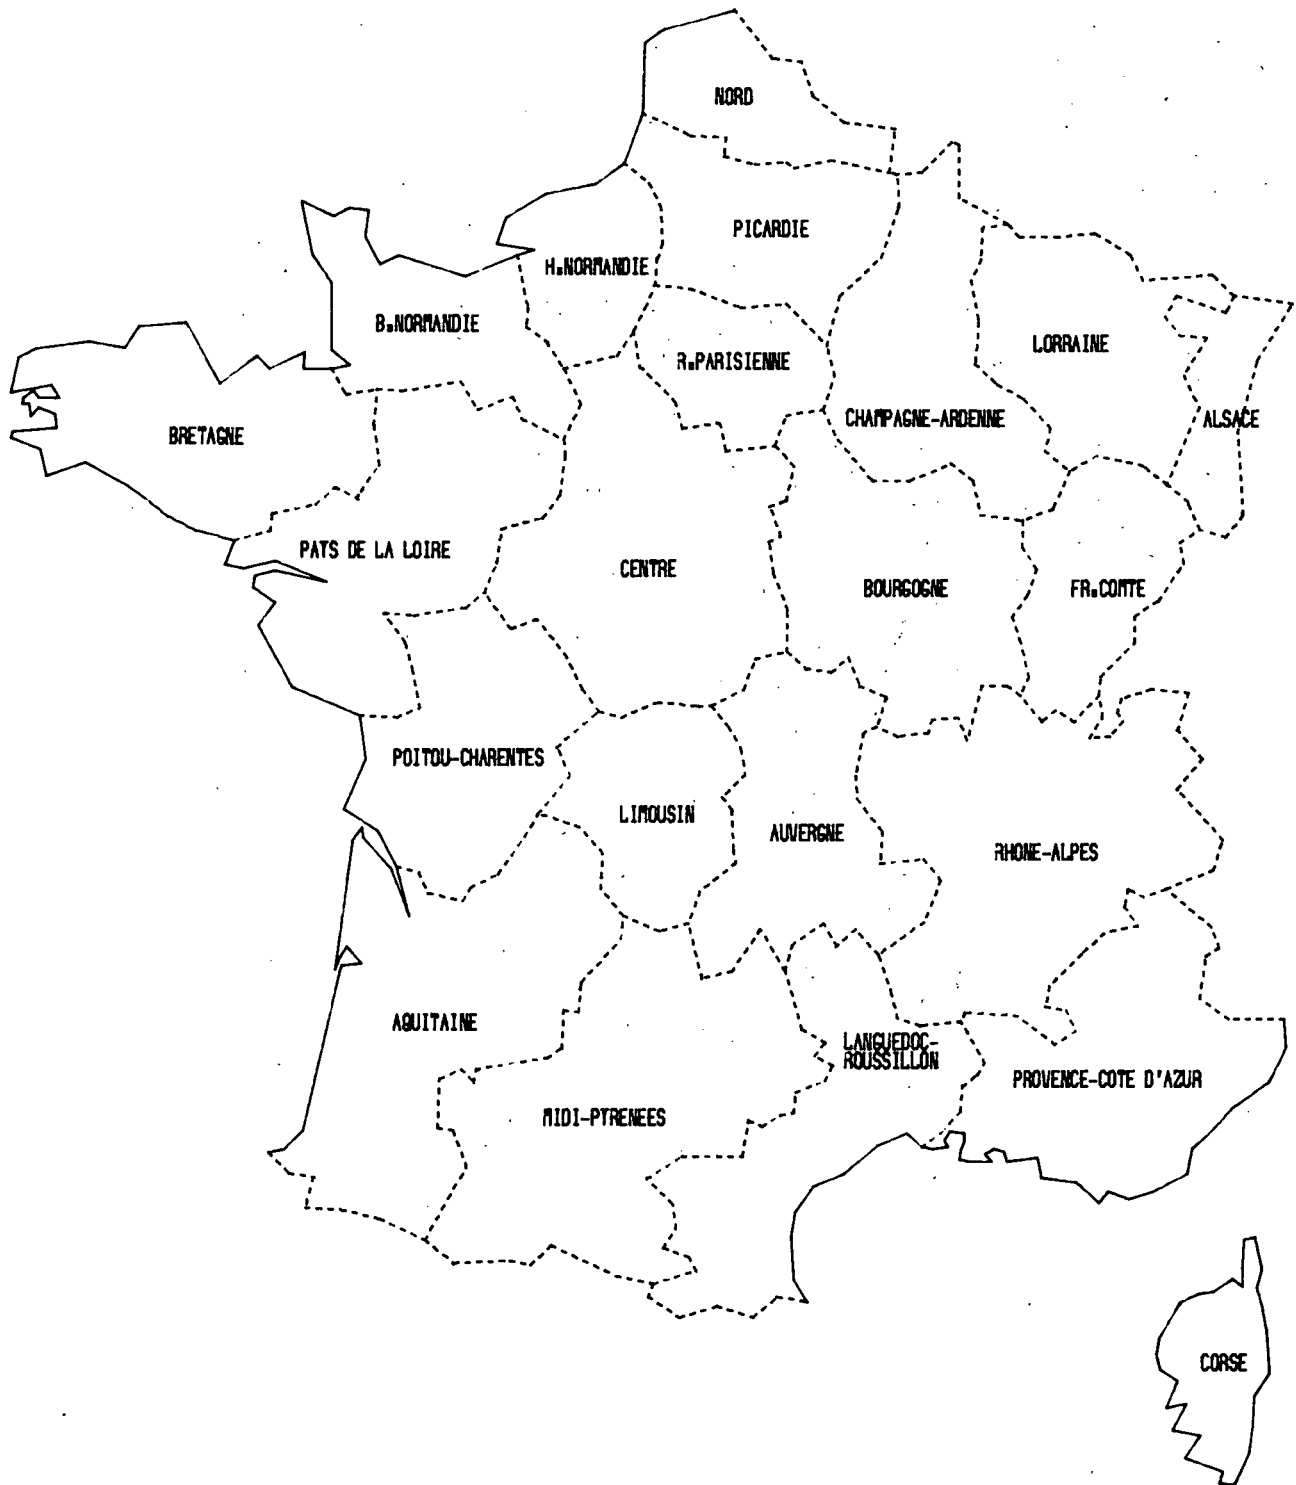 NORD
PICARDIE
H.NORMANDIE
B.NORMANDIE
R.PARISIENNE
LORRAINE
CHAMPAGNE-ARDENNE
ALSACE
BRETAGNE
PAYS DE LA LOIRE
CENTRE
BOURGOGNE
FR.COMTE
POITOU-CHARENTES
LIMOUSIN
AUVERGNE
RHONE-ALPES
AQUITAINE
LANGUEDOC-
ROUSSILLON
PROVENCE-COTE D'AZUR
MIDI-PYRENEES
CORSE